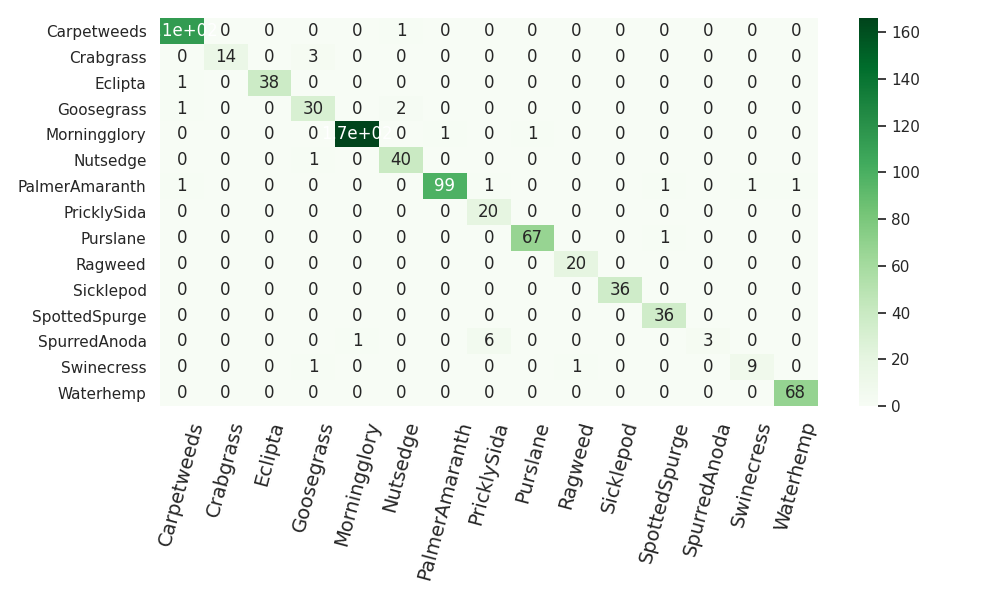 Carpetweeds 1e+0 0 0 0 0 1 0 0 0 0 0 0 0 0 0
Crabgrass 0 14 0 3 0 0 0 0 0 0 0 0 0 0 0
Eclipta 1 0 38 0 0 0 0 0 0 0 0 0 0 0 0
Goosegrass 1 0 0 30 0 2 0 0 0 0 0 0 0 0 0
Morningglory 0 0 0 0 7e+0 0 1 0 1 0 0 0 0 0 0
Nutsedge 0 0 0 1 0 40 0 0 0 0 0 0 0 0 0
PalmerAmaranth 1 0 0 0 0 0 99 1 0 0 0 1 0 1 1
PricklySida 0 0 0 0 0 0 0 20 0 0 0 0 0 0 0
Purslane 0 0 0 0 0 0 0 0 67 0 0 1 0 0 0
Ragweed 0 0 0 0 0 0 0 0 0 20 0 0 0 0 0
Sicklepod 0 0 0 0 0 0 0 0 0 0 36 0 0 0 0
SpottedSpurge 0 0 0 0 0 0 0 0 0 0 0 36 0 0 0
SpurredAnoda 0 0 0 0 1 0 0 6 0 0 0 0 3 0 0
Swinecress 0 0 0 1 0 0 0 0 0 1 0 0 0 9 0
Waterhemp 0 0 0 0 0 0 0 0 0 0 0 0 0 0 68
Carpetweeds
Crabgrass
Eclipta
Goosegrass
Morningglory
Nutsedge
PalmerAmaranth
PricklySida
Purslane
Ragweed
Sicklepod
SpottedSpurge
SpurredAnoda
Swinecress
Waterhemp
160
140
120
100
80
60
40
20
0